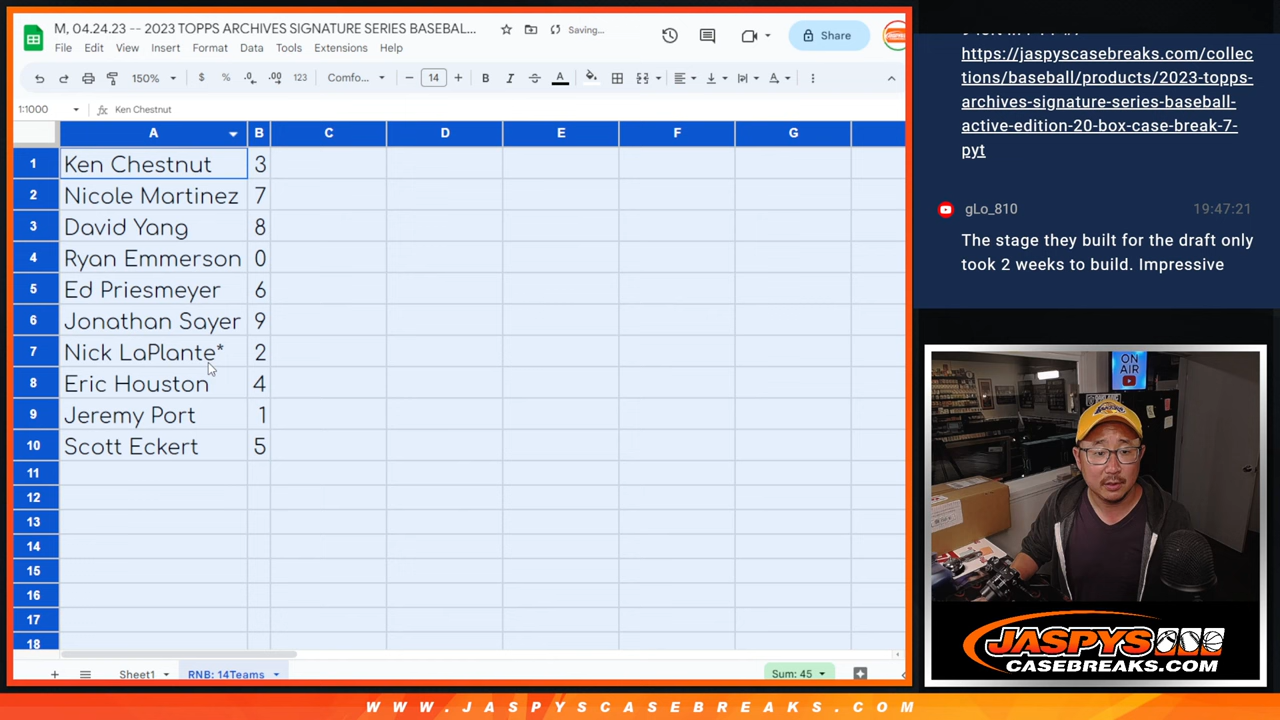 M, 04.24.23 -- 2023 TOPPS ARCHIVES SIGNATURE SERIES BASEBAL...
Saving...
Share
File Edit View Insert Format Data Tools Extensions Help
150% $ % .0 .00 123 Comfo... 14 B I S A
1:1000 fx Ken Chestnut
A B C D E F G
1 Ken Chestnut 3
2 Nicole Martinez 7
3 David Yang 8
4 Ryan Emmerson 0
5 Ed Priesmeyer 6
6 Jonathan Sayer 9
7 Nick LaPlante* 2
8 Eric Houston 4
9 Jeremy Port 1
10 Scott Eckert 5
11
12
13
14
15
16
17
18
Sheet1 RNB: 14Teams Sum: 45
https://jaspyscasebreaks.com/collec
tions/baseball/products/2023-topps-
archives-signature-series-baseball-
active-edition-20-box-case-break-7-
pyt
gLo_810 19:47:21
The stage they built for the draft only
took 2 weeks to build. Impressive
ON
AIR
JASPYS
CASEBREAKS.COM
WWW.JASPYSCASEBREAKS.COM